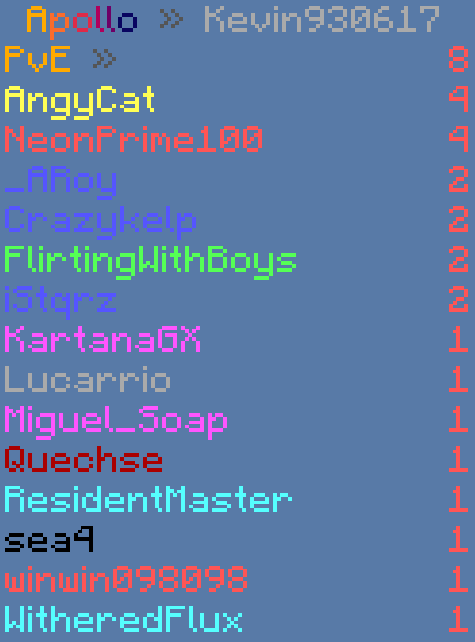 Apollo » Kevin930617
PvE » 8
AngyCat 4
NeonPrime100 4
_ARoy 2
Crazykelp 2
FlirtingWithBoys 2
iStqrz 2
KartanaGX 1
Lucarrio 1
Miguel_Soap 1
Quechse 1
ResidentMaster 1
sea4 1
winwin098098 1
WitheredFlux 1